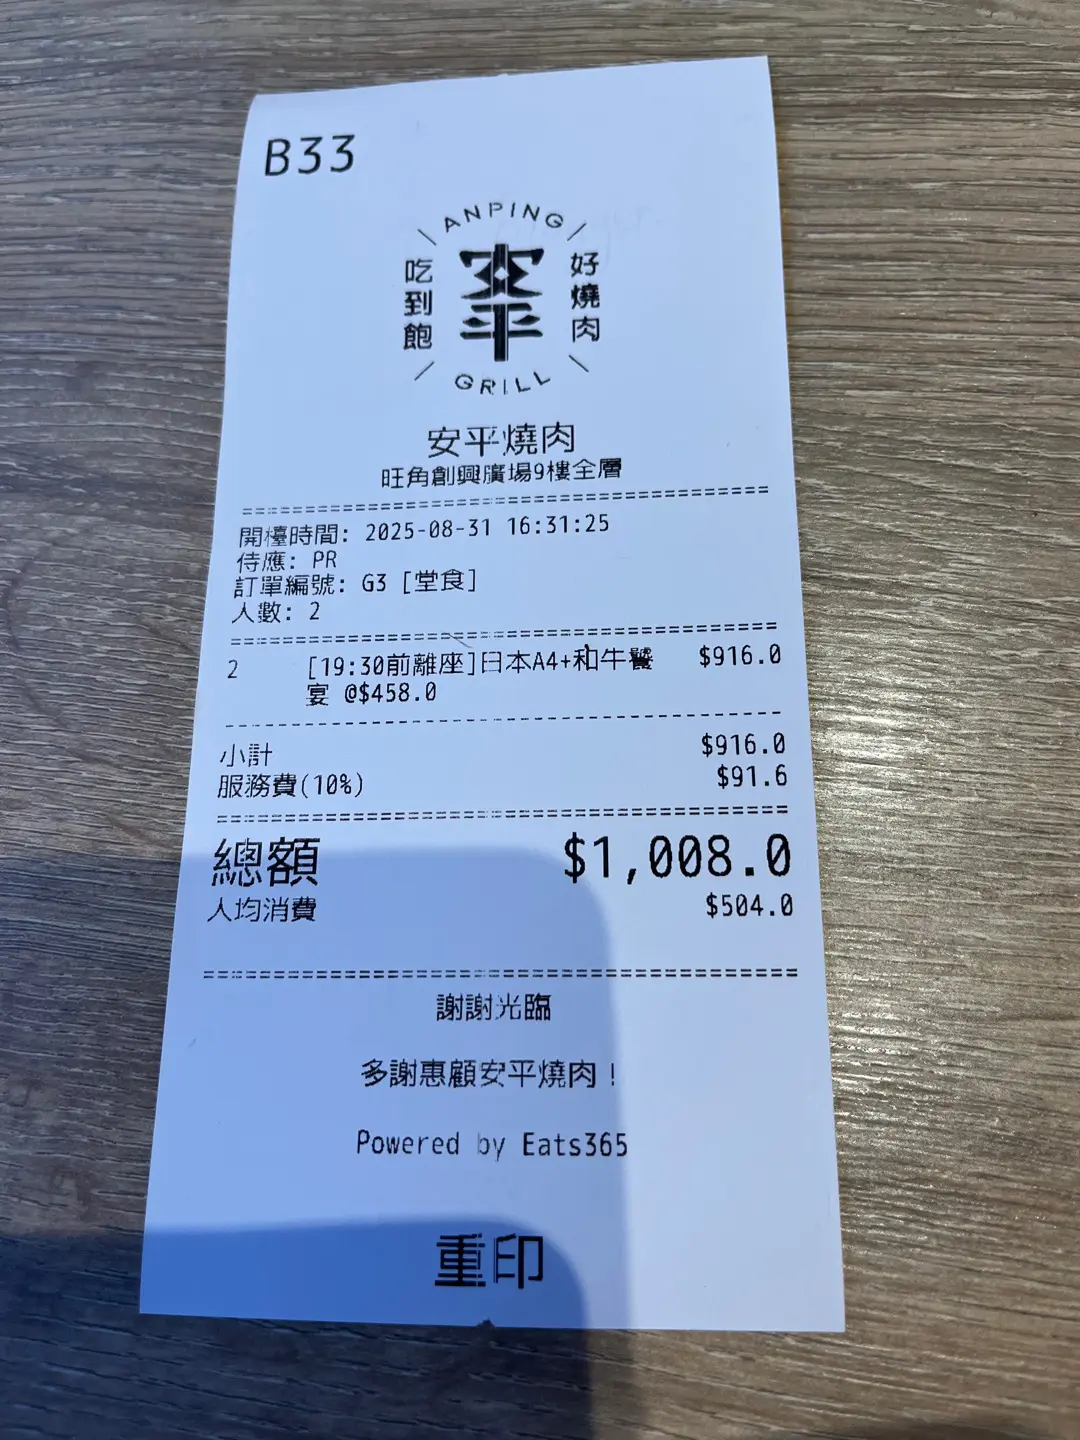 B33
ANPING
吃到飽
安平
好燒肉
GRILL
安平燒肉
旺角創興廣場9樓全層
開檯時間: 2025-08-31 16:31:25
侍應: PR
訂單編號: G3 [堂食]
人數: 2
2 [19:30前離座]日本A4+和牛饗 $916.0
宴 @$458.0
小計 $916.0
服務費(10%) $91.6
總額 $1,008.0
人均消費 $504.0
謝謝光臨
多謝惠顧安平燒肉！
Powered by Eats365
重印